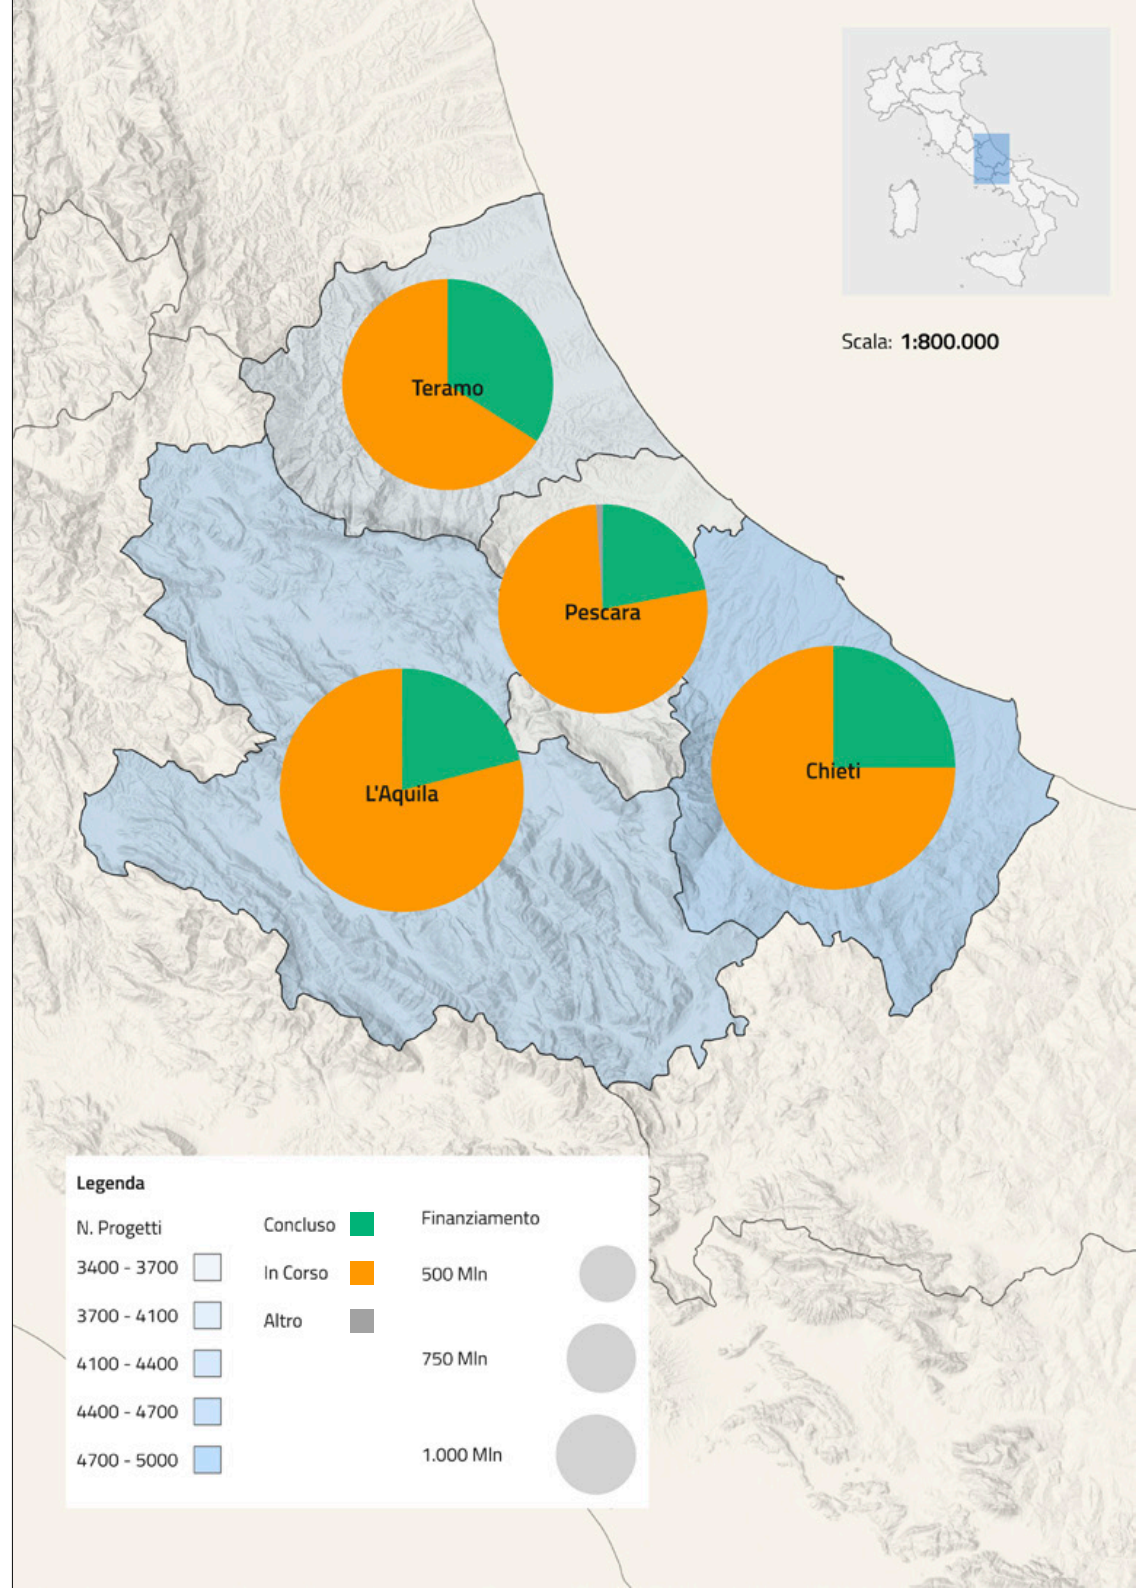 Scala: 1:800.000
Teramo
Pescara
Chieti
L'Aquila
Legenda
N. Progetti
3400 - 3700
3700 - 4100
4100 - 4400
4400 - 4700
4700 - 5000
Concluso
In Corso
Altro
Finanziamento
500 Mln
750 Mln
1.000 Mln